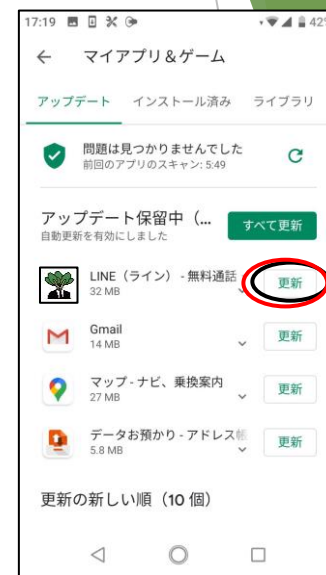 17:19
42%
マイアプリ＆ゲーム
アップデート インストール済み ライブラリ
問題は見つかりませんでした
前回のアプリのスキャン: 5:49
アップデート保留中（...
自動更新を有効にしました
すべて更新
LINE（ライン）- 無料通話
32 MB
更新
Gmail
14 MB
更新
マップ - ナビ、乗換案内
27 MB
更新
データお預かり - アドレス帳
5.8 MB
更新
更新の新しい順（10 個）